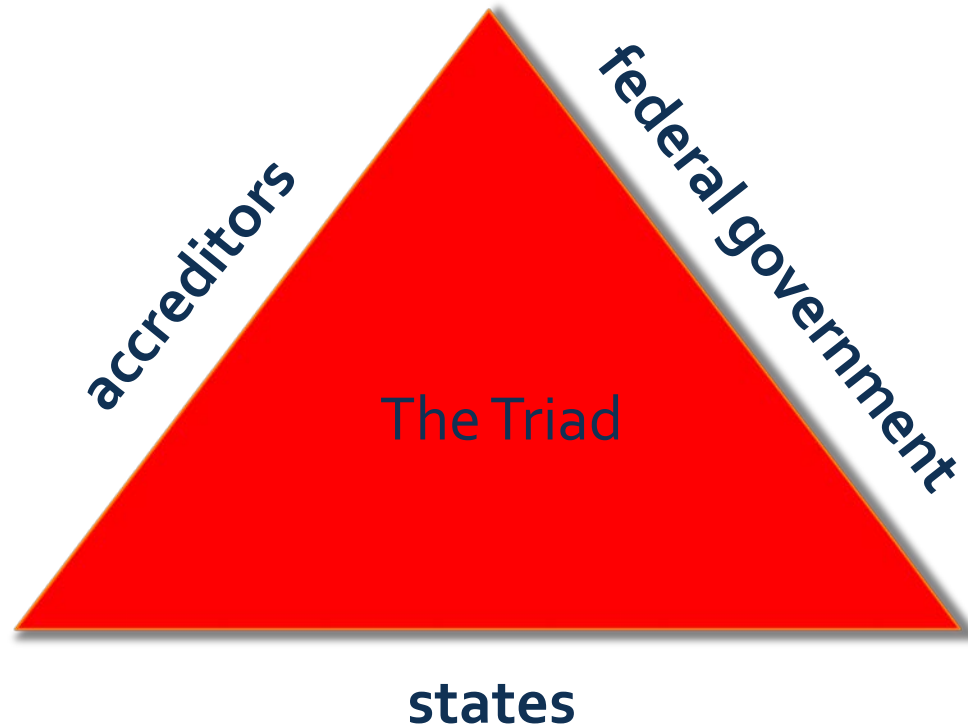 accreditors
federal government
The Triad
states